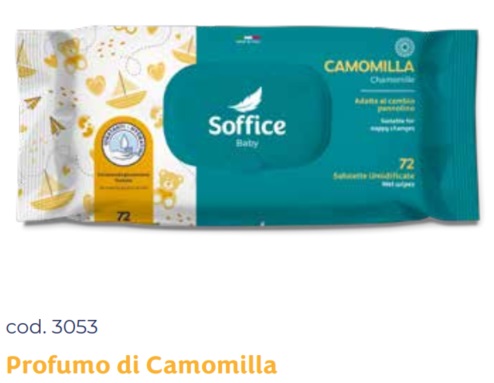 CAMOMILLA
Chamomille
Adatte al cambio
pannolino
Suitable for
nappy changes
Soffice
Baby
72
Salviette Umidificate
Wet wipes
72
cod. 3053
Profumo di Camomilla